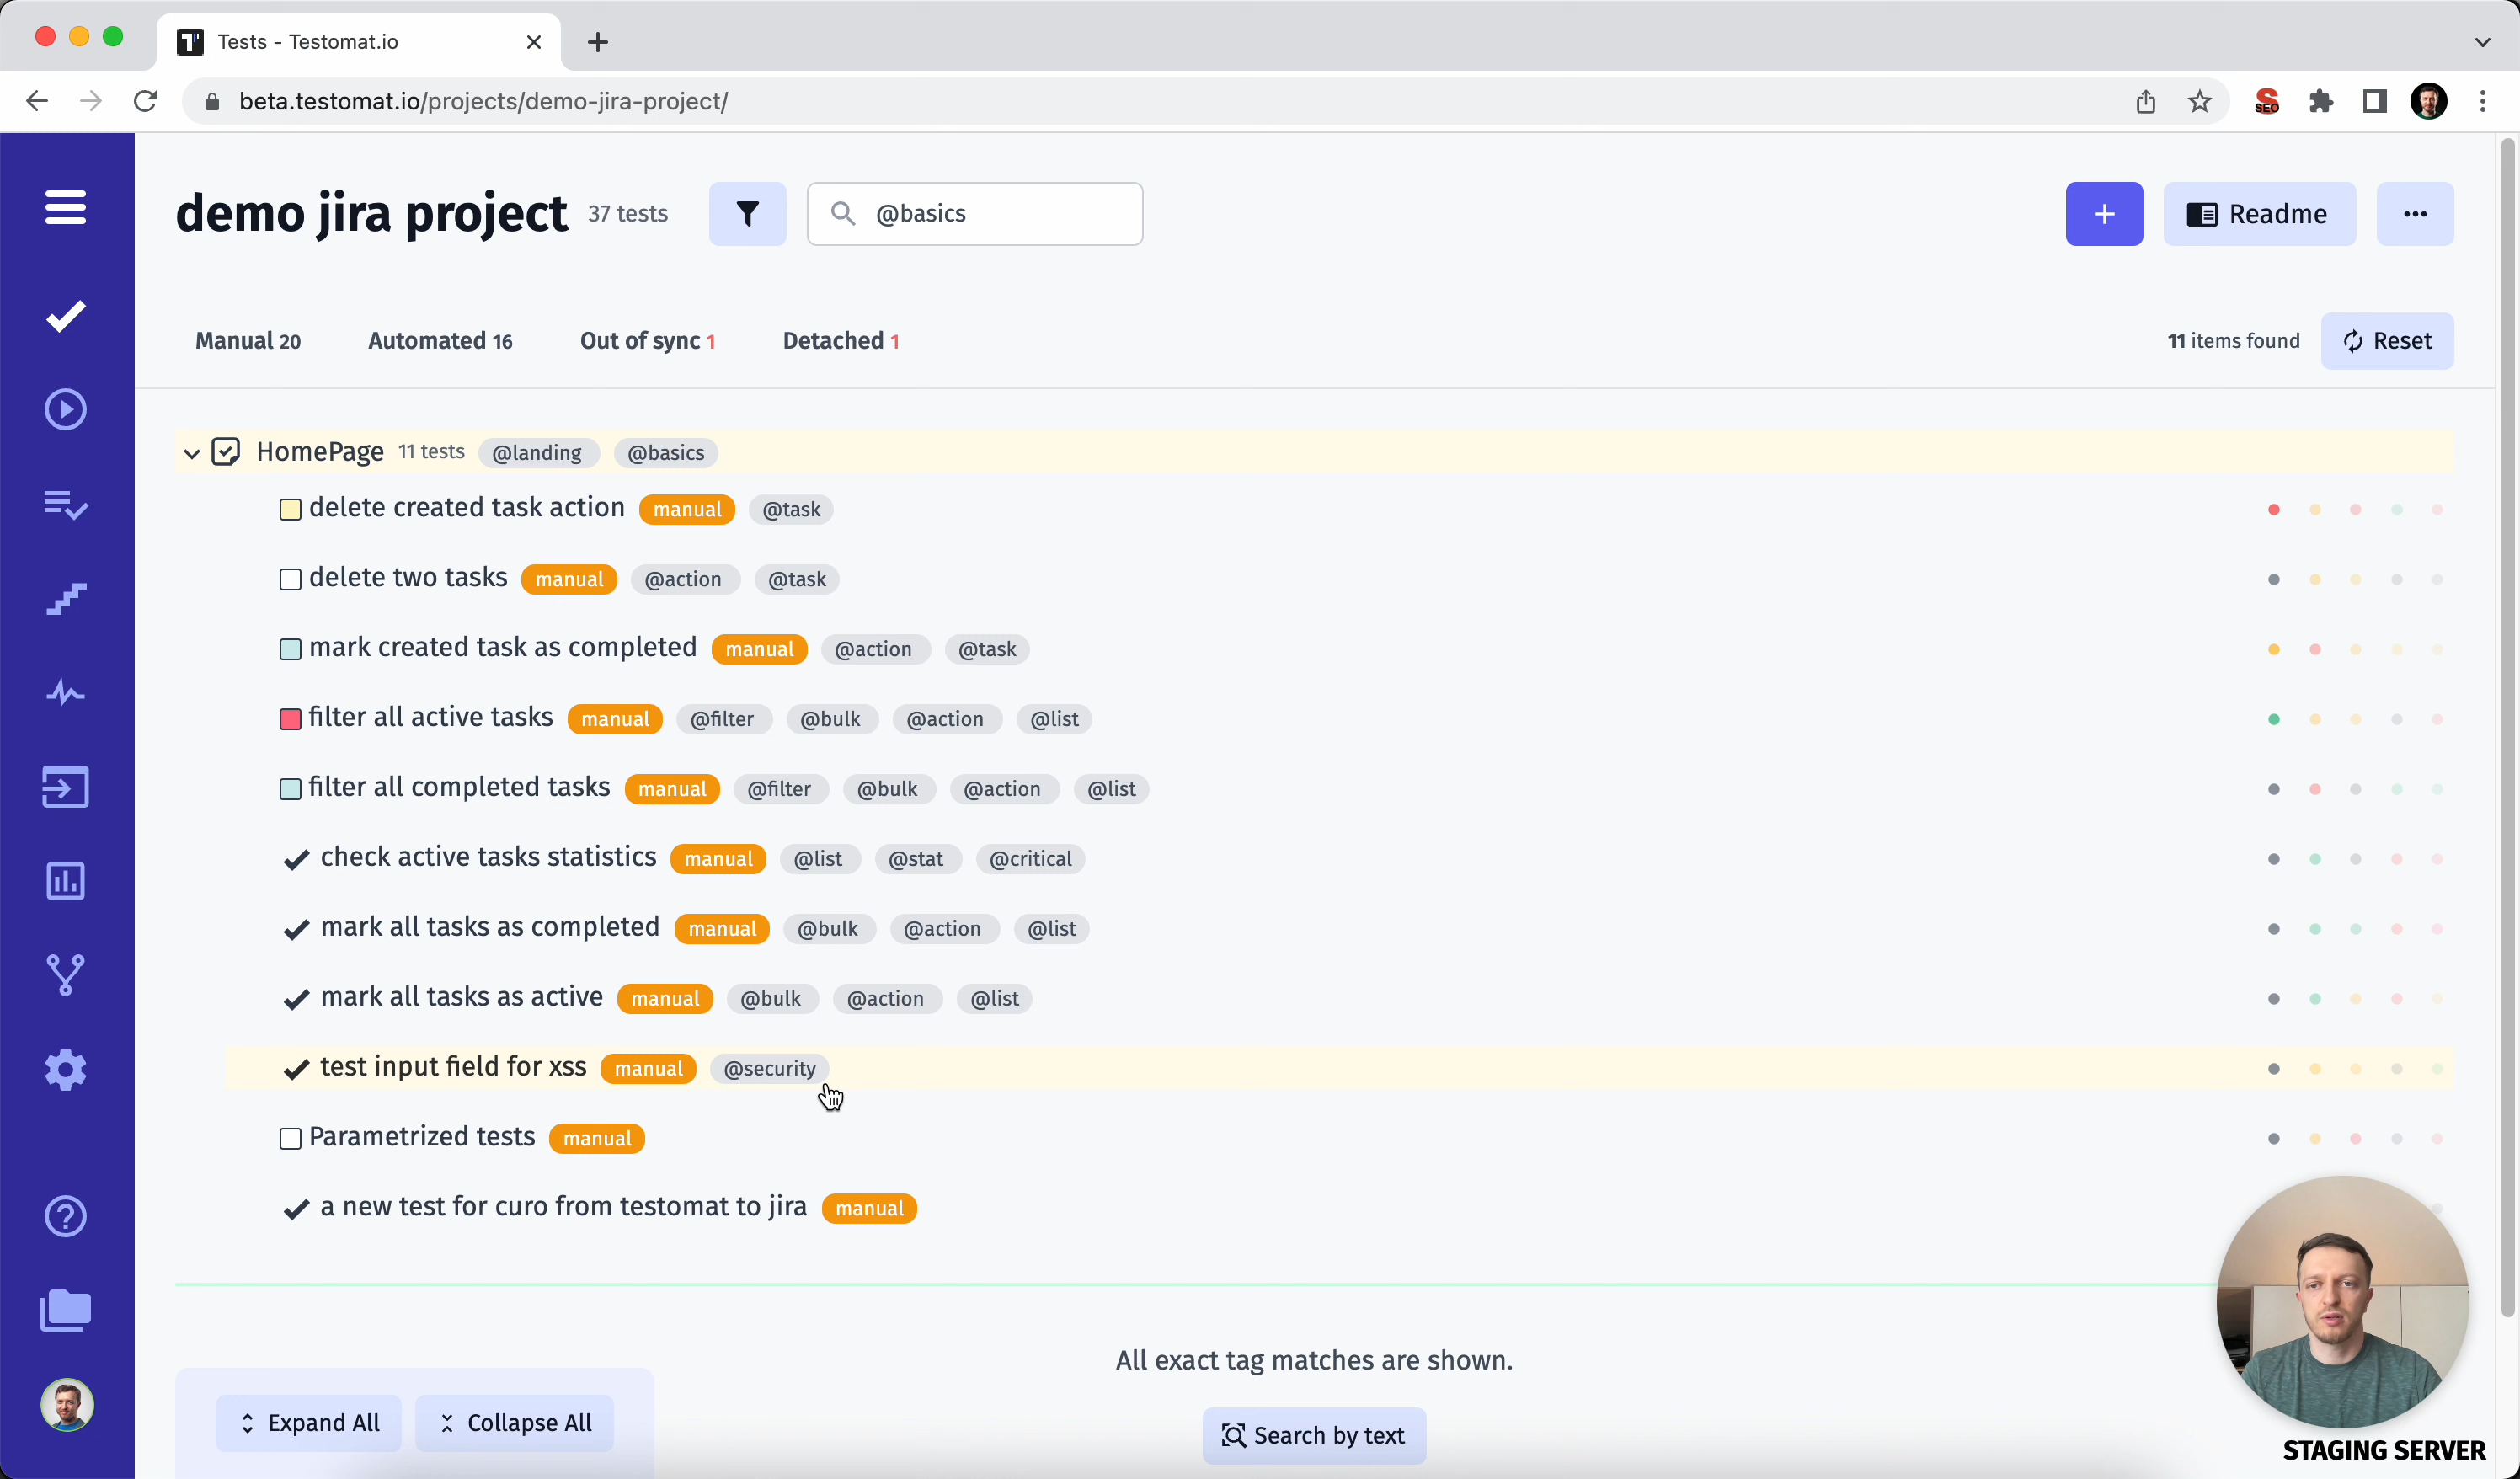 Tests - Testomat.io
beta.testomat.io/projects/demo-jira-project/
SEO
demo jira project 37 tests @basics + Readme
Manual 20 Automated 16 Out of sync 1 Detached 1 11 items found Reset
HomePage 11 tests @landing @basics
delete created task action manual @task
delete two tasks manual @action @task
mark created task as completed manual @action @task
filter all active tasks manual @filter @bulk @action @list
filter all completed tasks manual @filter @bulk @action @list
check active tasks statistics manual @list @stat @critical
mark all tasks as completed manual @bulk @action @list
mark all tasks as active manual @bulk @action @list
test input field for xss manual @security
Parametrized tests manual
a new test for curo from testomat to jira manual
All exact tag matches are shown.
Expand All Collapse All Search by text
STAGING SERVER